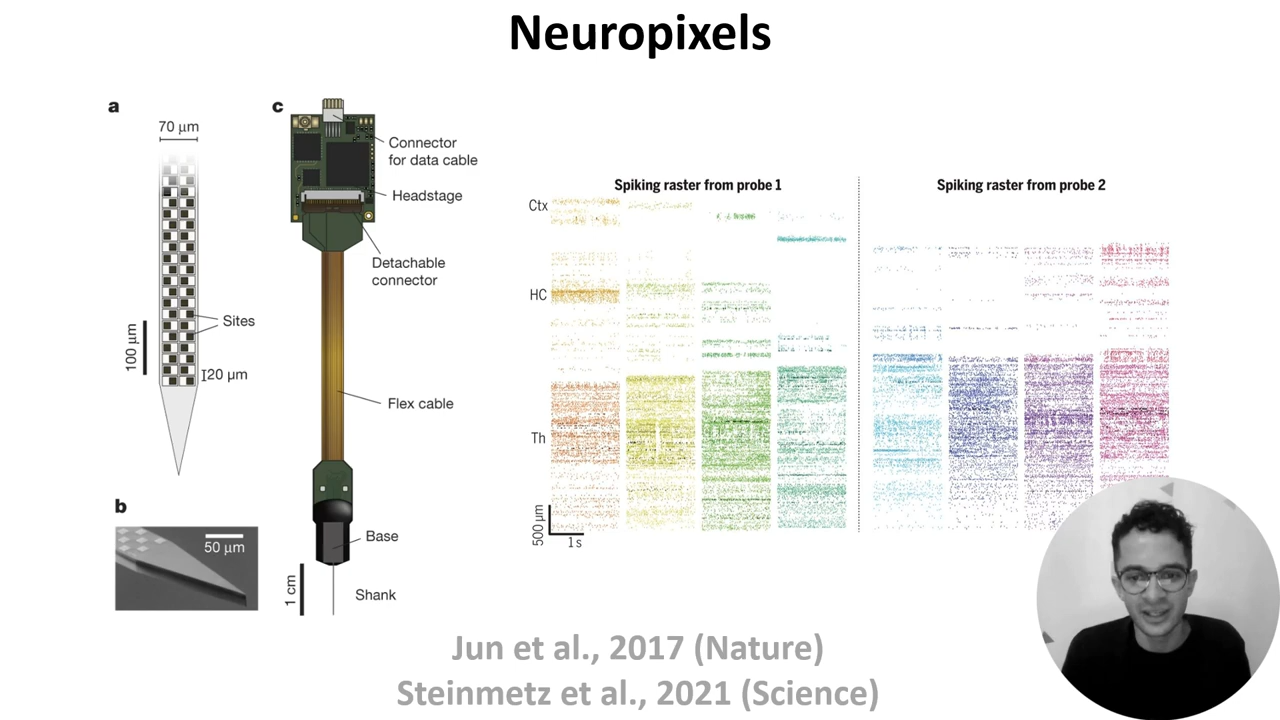 Neuropixels
a
70 µm
100 µm
Sites
20 µm
b
50 µm
c
Connector
for data cable
Headstage
Detachable
connector
Flex cable
Base
1 cm
Shank
Spiking raster from probe 1
Spiking raster from probe 2
Ctx
HC
Th
500 µm
1 s
Jun et al., 2017 (Nature)
Steinmetz et al., 2021 (Science)